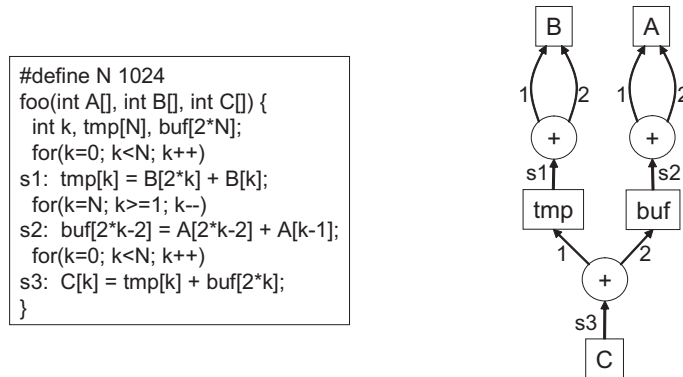 #define N 1024
foo(int A[], int B[], int C[]) {
int k, tmp[N], buf[2*N];
for(k=0; k<N; k++)
s1: tmp[k] = B[2*k] + B[k];
for(k=N; k>=1; k--)
s2: buf[2*k-2] = A[2*k-2] + A[k-1];
for(k=0; k<N; k++)
s3: C[k] = tmp[k] + buf[2*k];
}
B A
1 2 1 2
+ +
s1 s2
tmp buf
1 2
+
s3
C